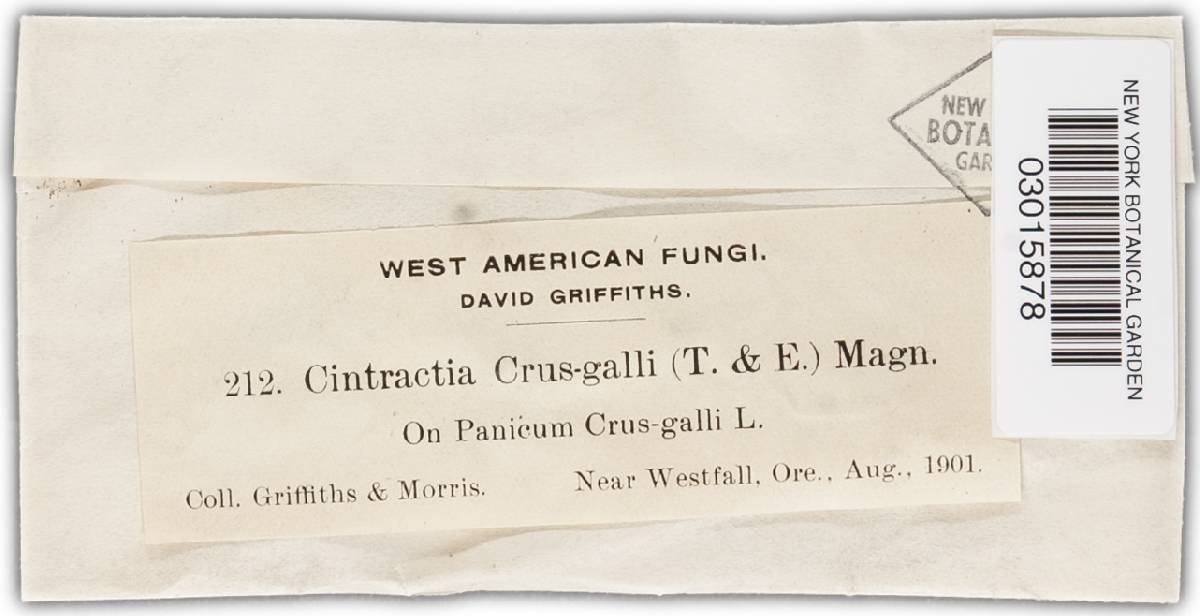 NEW
BOTA
GAR
NEW YORK BOTANICAL GARDEN
03015878
WEST AMERICAN FUNGI.
DAVID GRIFFITHS.
212. Cintractia Crus-galli (T. & E.) Magn.
On Panicum Crus-galli L.
Coll. Griffiths & Morris. Near Westfall, Ore., Aug., 1901.